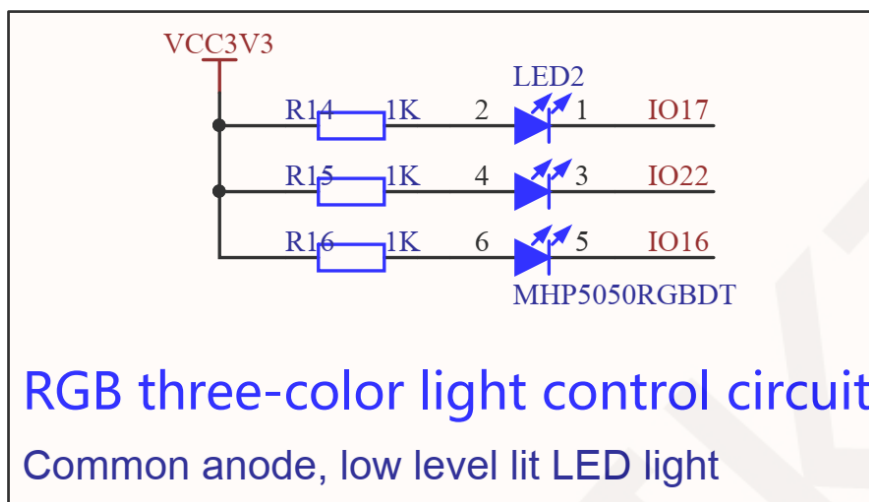 VCC3V3
LED2
R14 1K 2 1 IO17
R15 1K 4 3 IO22
R16 1K 6 5 IO16
MHP5050RGBDT
RGB three-color light control circuit
Common anode, low level lit LED light